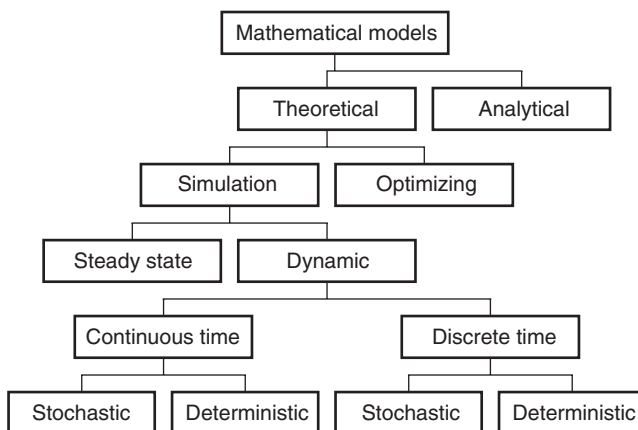 Mathematical models
Theoretical
Analytical
Simulation
Optimizing
Steady state
Dynamic
Continuous time
Discrete time
Stochastic
Deterministic
Stochastic
Deterministic